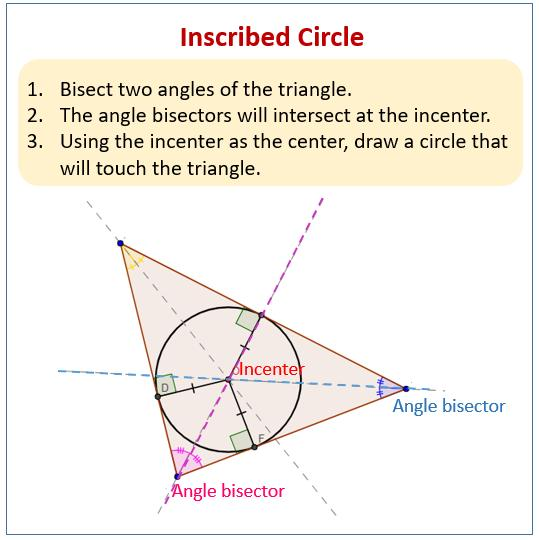 Inscribed Circle
1. Bisect two angles of the triangle.
2. The angle bisectors will intersect at the incenter.
3. Using the incenter as the center, draw a circle that
will touch the triangle.
Incenter
D
Angle bisector
F
Angle bisector